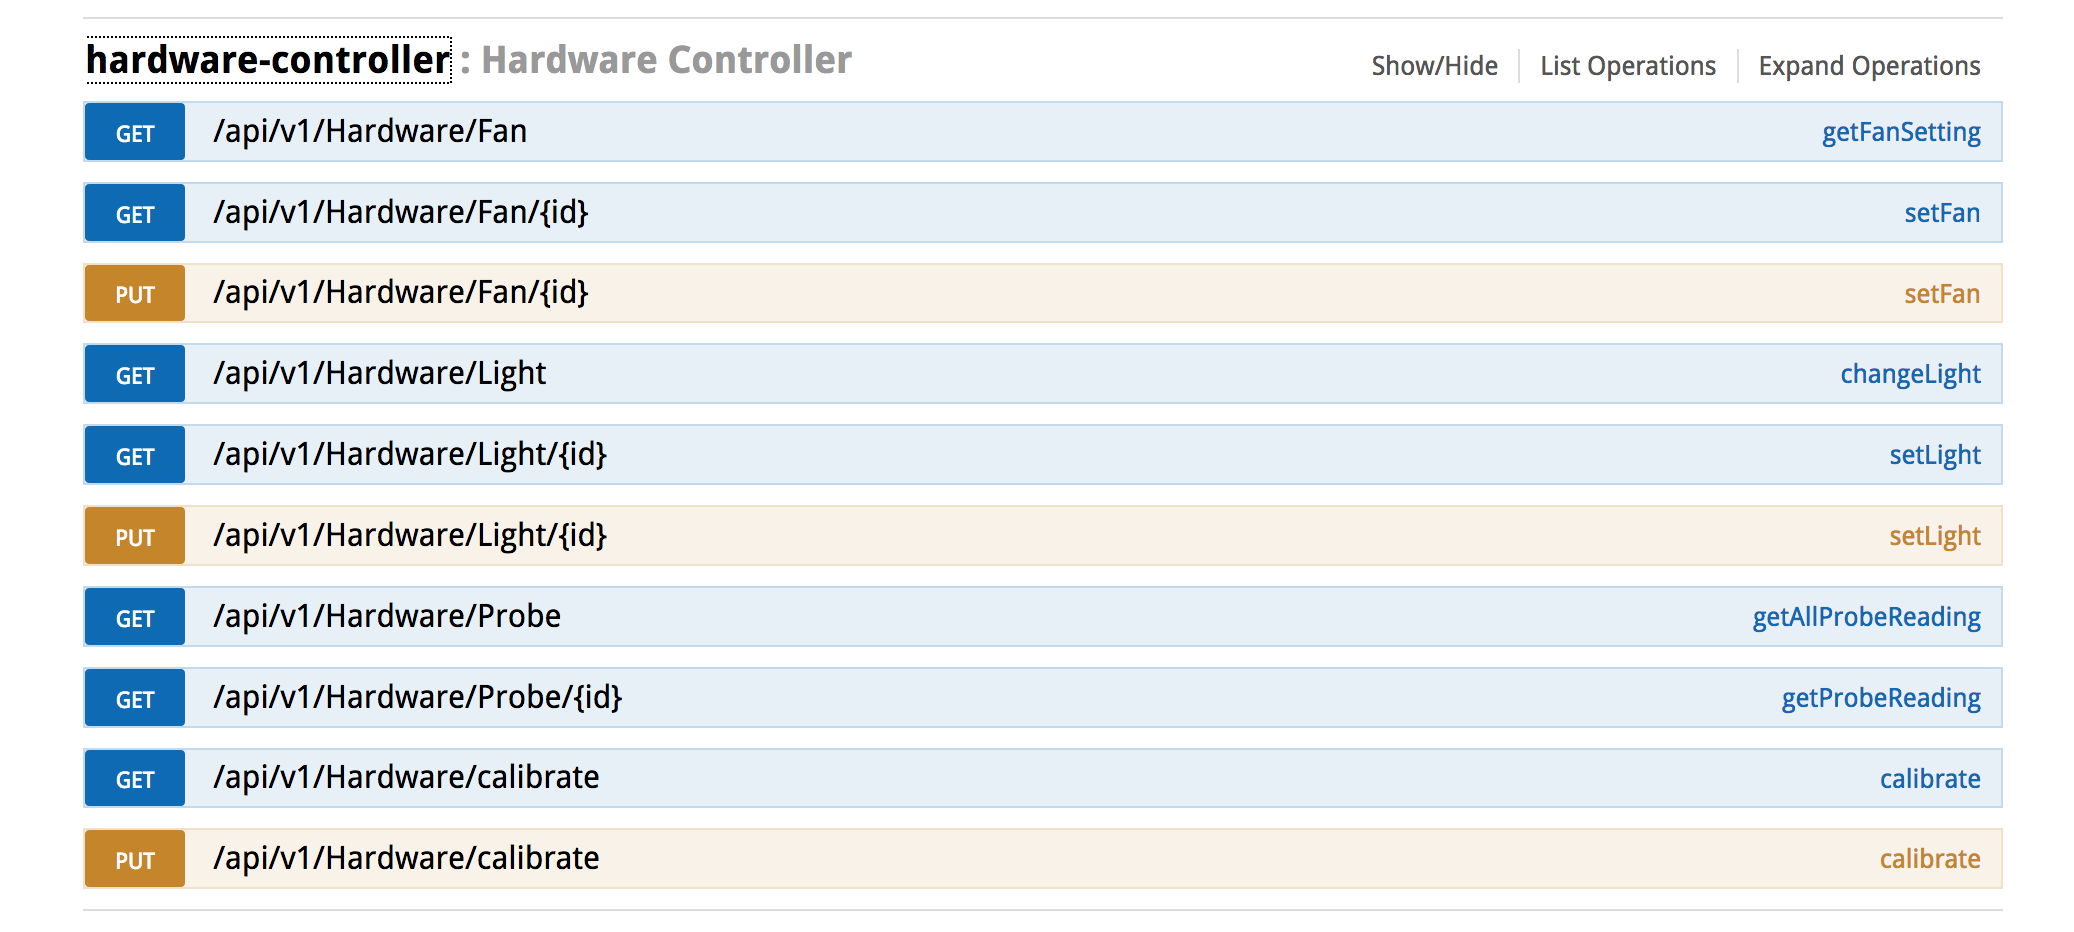 hardware-controller : Hardware Controller Show/Hide List Operations Expand Operations
GET /api/v1/Hardware/Fan getFanSetting
GET /api/v1/Hardware/Fan/{id} setFan
PUT /api/v1/Hardware/Fan/{id} setFan
GET /api/v1/Hardware/Light changeLight
GET /api/v1/Hardware/Light/{id} setLight
PUT /api/v1/Hardware/Light/{id} setLight
GET /api/v1/Hardware/Probe getAllProbeReading
GET /api/v1/Hardware/Probe/{id} getProbeReading
GET /api/v1/Hardware/calibrate calibrate
PUT /api/v1/Hardware/calibrate calibrate